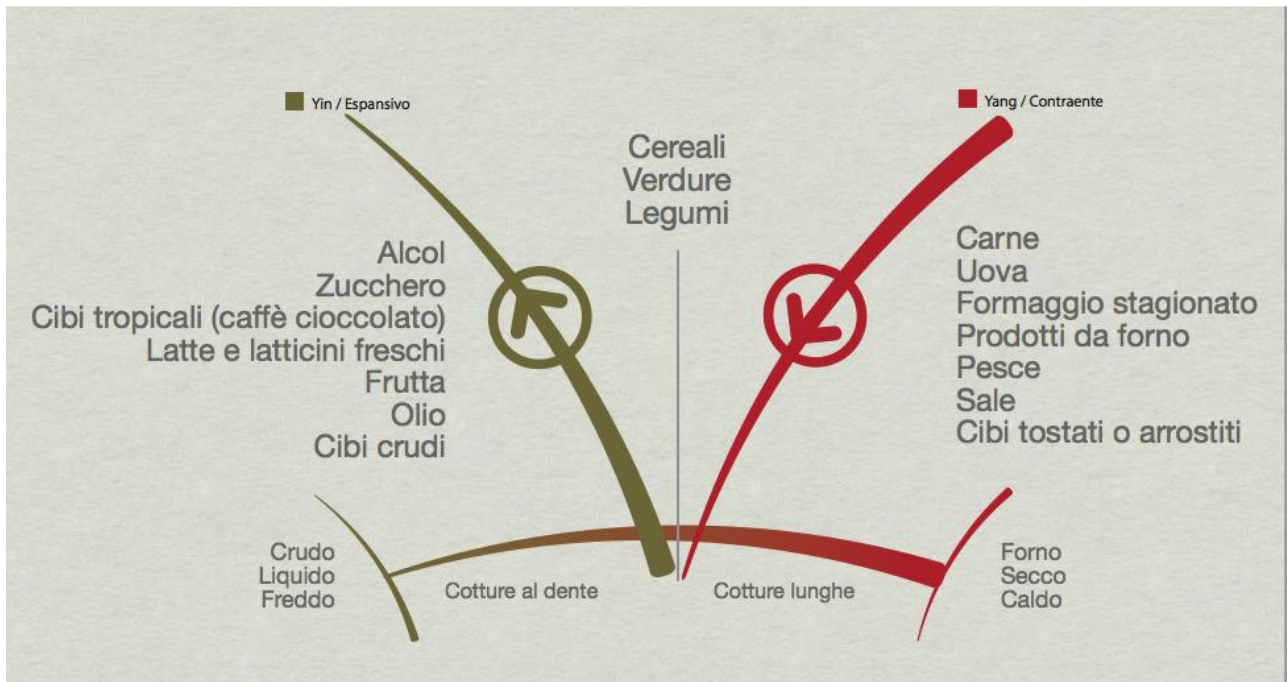 Yin / Espansivo
Yang / Contraente
Cereali
Verdure
Legumi
Alcol
Zucchero
Cibi tropicali (caffè cioccolato)
Latte e latticini freschi
Frutta
Olio
Cibi crudi
Carne
Uova
Formaggio stagionato
Prodotti da forno
Pesce
Sale
Cibi tostati o arrostiti
Crudo
Liquido
Freddo
Cotture al dente
Cotture lunghe
Forno
Secco
Caldo